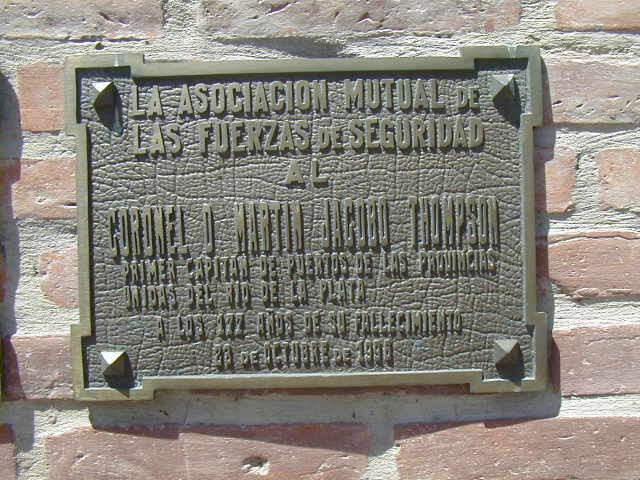 LA ASOCIACION MUTUAL DE
LAS FUERZAS DE SEGURIDAD
AL
CORONEL D MARTIN JACOBO THOMPSON
PRIMER CAPITAN DE PUERTOS DE LAS PROVINCIAS
UNIDAS DEL RIO DE LA PLATA
A LOS AÑOS DE SU FALLECIMIENTO
DE OCTUBRE DE